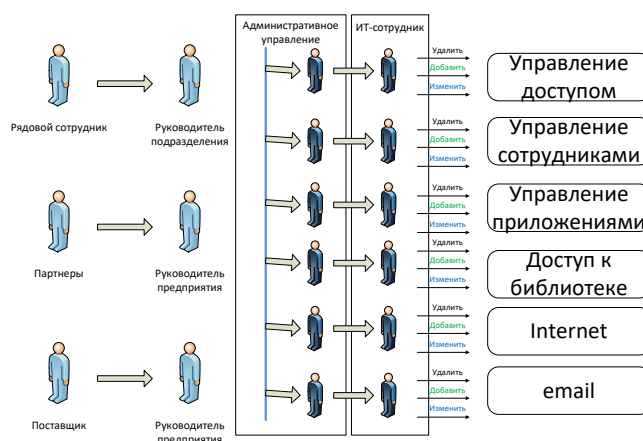 Административное
управление
ИТ-сотрудник
Рядовой сотрудник
Руководитель
подразделения
Партнеры
Руководитель
предприятия
Поставщик
Руководитель
предприятия
Удалить
Добавить
Изменить
Управление
доступом
Удалить
Добавить
Изменить
Управление
сотрудниками
Удалить
Добавить
Изменить
Управление
приложениями
Удалить
Добавить
Изменить
Доступ к
библиотеке
Удалить
Добавить
Изменить
Internet
Удалить
Добавить
Изменить
email